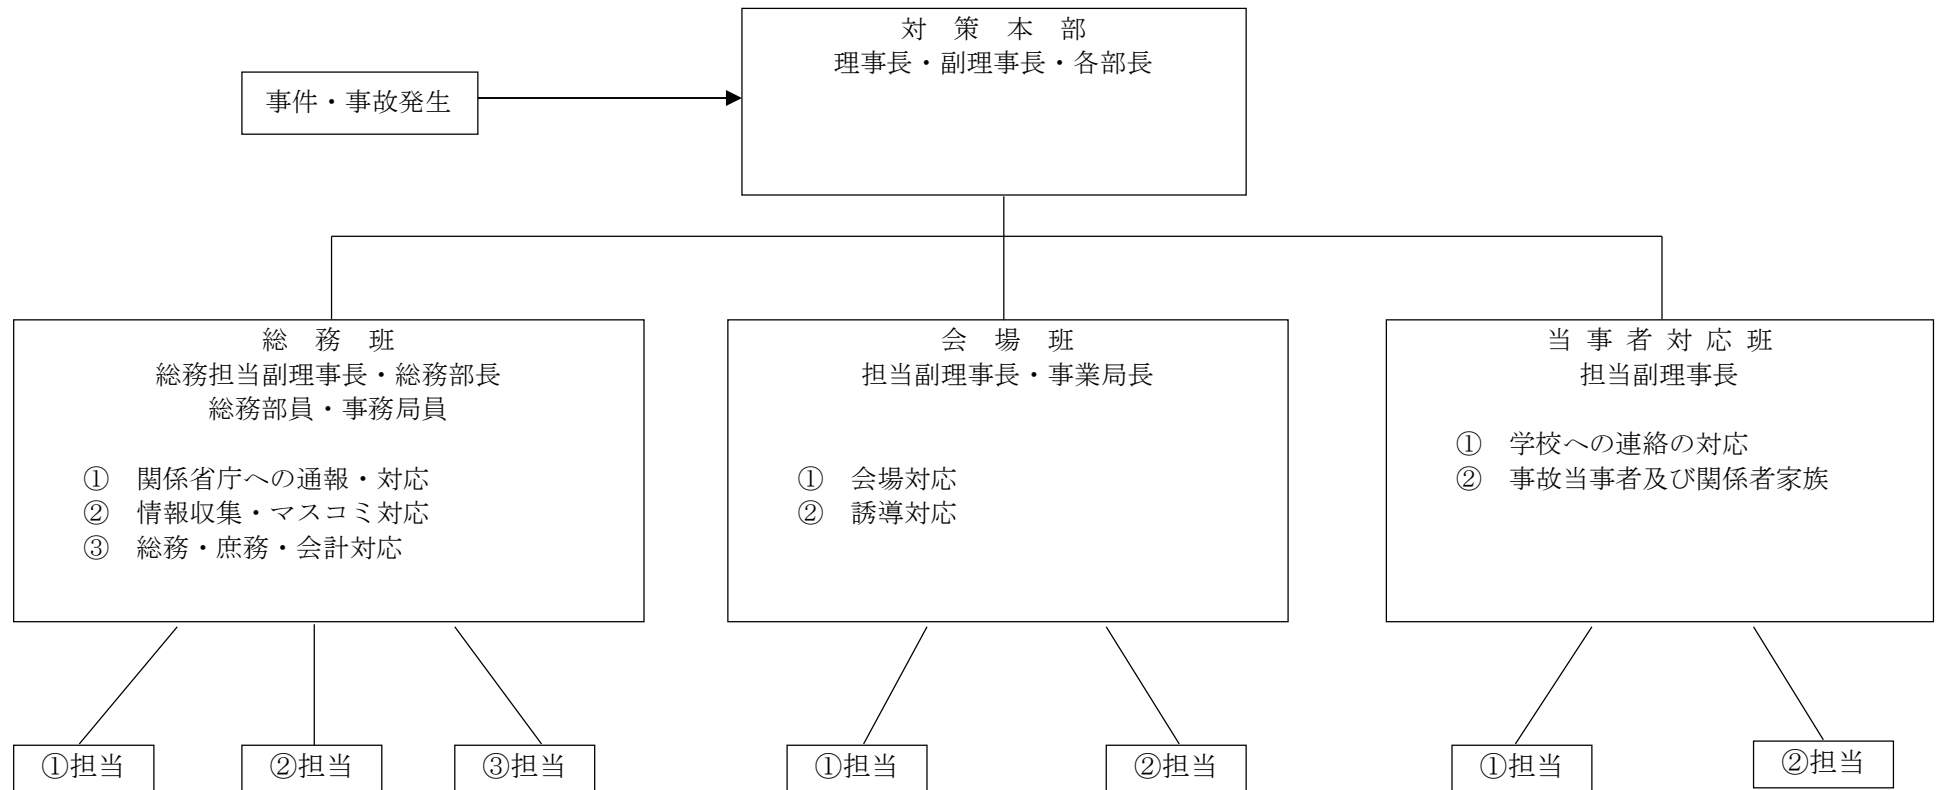 対　策　本　部
理事長・副理事長・各部長
事件・事故発生
総　務　班
総務担当副理事長・総務部長
総務部員・事務局員
①　関係省庁への通報・対応
②　情報収集・マスコミ対応
③　総務・庶務・会計対応
会　場　班
担当副理事長・事業局長
①　会場対応
②　誘導対応
当 事 者 対 応 班
担当副理事長
①　学校への連絡の対応
②　事故当事者及び関係者家族
①担当
②担当
③担当
①担当
②担当
①担当
②担当